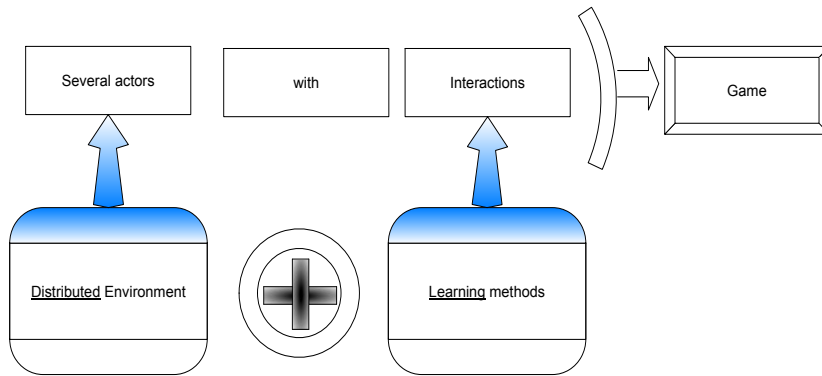 Several actors
with
Interactions
Game
Distributed Environment
Learning methods